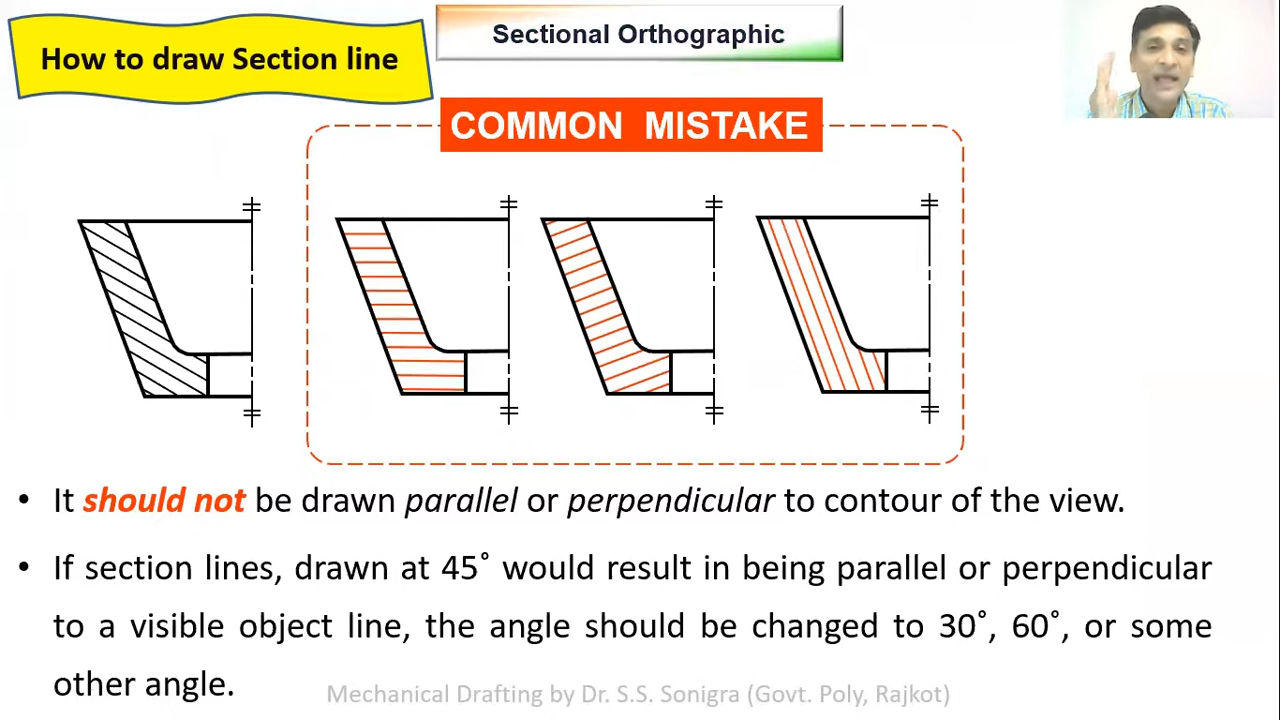 How to draw Section line
Sectional Orthographic
COMMON MISTAKE
• It should not be drawn parallel or perpendicular to contour of the view.
• If section lines, drawn at 45° would result in being parallel or perpendicular
to a visible object line, the angle should be changed to 30°, 60°, or some
other angle.
Mechanical Drafting by Dr. S.S. Sonigra (Govt. Poly, Rajkot)